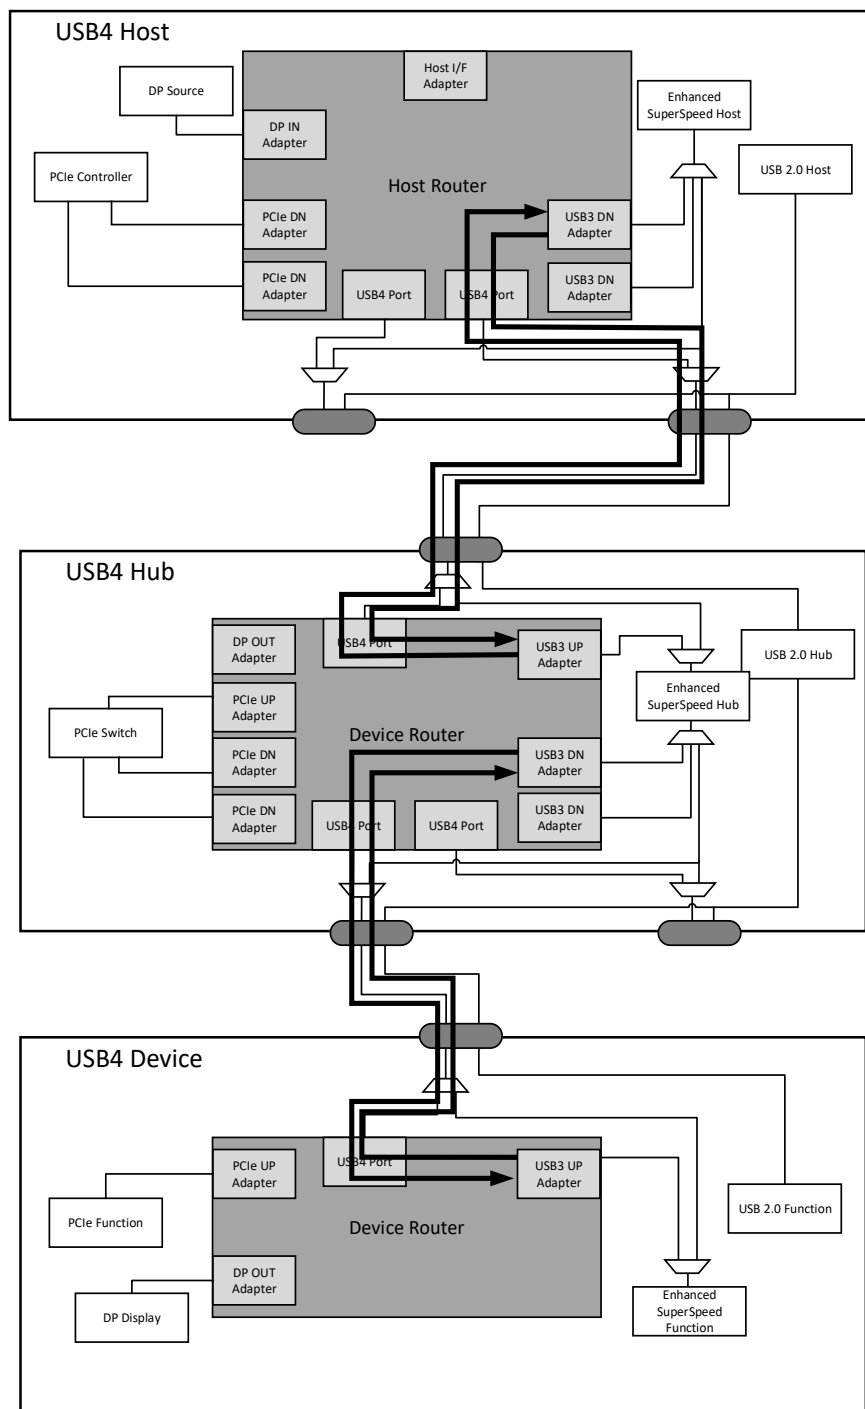 USB4 Host
Host I/F
Adapter
DP Source
Enhanced
SuperSpeed Host
DP IN
Adapter
PCIe Controller
USB 2.0 Host
Host Router
PCIe DN
Adapter
USB3 DN
Adapter
PCIe DN
Adapter
USB4 Port
USB4 Port
USB3 DN
Adapter
USB4 Hub
DP OUT
Adapter
USB4 Port
USB3 UP
Adapter
USB 2.0 Hub
PCIe UP
Adapter
Enhanced
SuperSpeed Hub
PCIe Switch
Device Router
PCIe DN
Adapter
USB3 DN
Adapter
PCIe DN
Adapter
USB4 Port
USB4 Port
USB3 DN
Adapter
USB4 Device
PCIe UP
Adapter
USB4 Port
USB3 UP
Adapter
PCIe Function
USB 2.0 Function
Device Router
DP OUT
Adapter
DP Display
Enhanced
SuperSpeed
Function